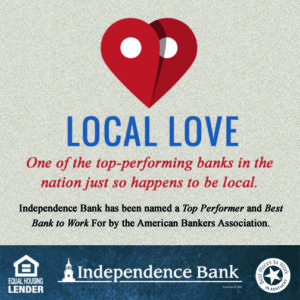 LOCAL LOVE
One of the top-performing banks in the
nation just so happens to be local.
Independence Bank has been named a Top Performer and Best
Bank to Work For by the American Bankers Association.
EQUAL HOUSING
LENDER
Independence Bank